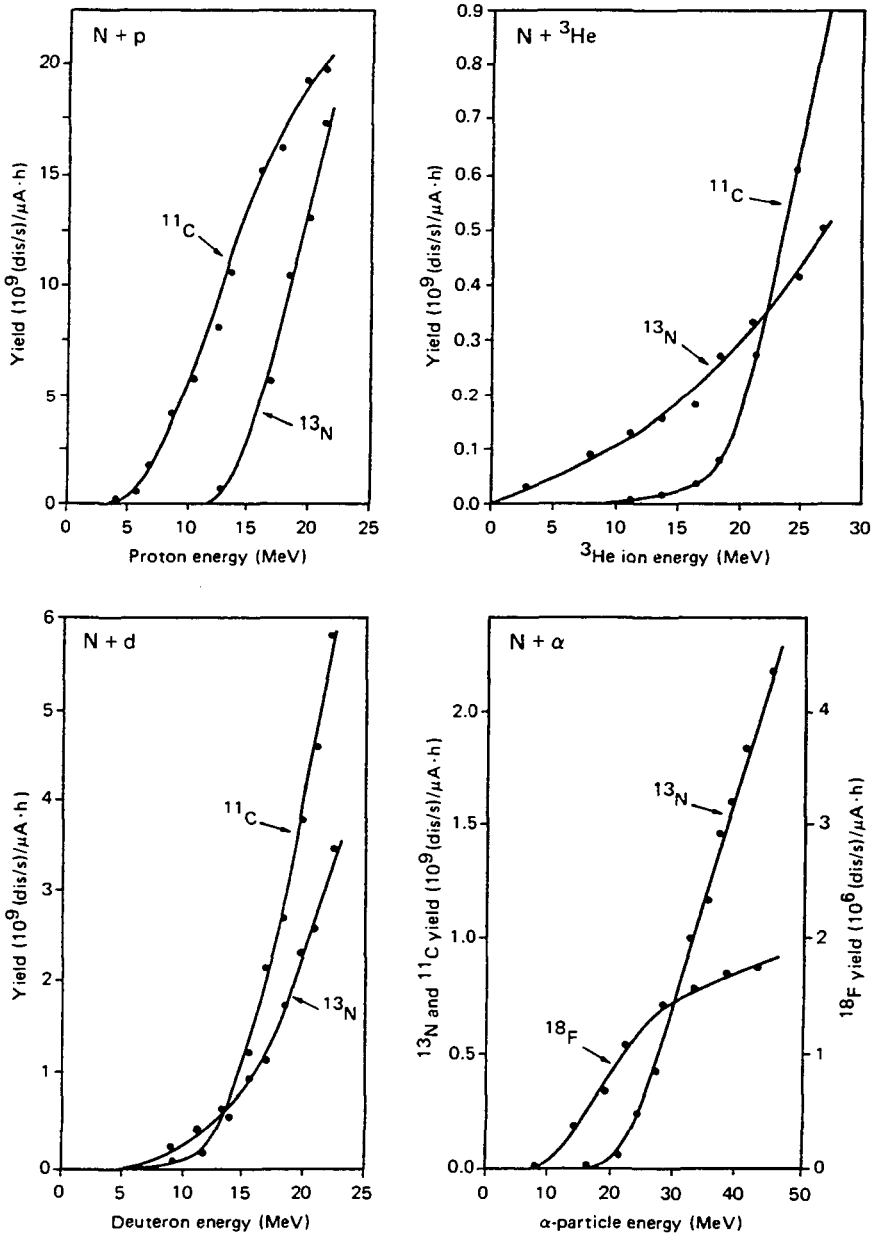 N + p
20
15
10
5
0
Yield (10⁹(dis/s)/μA·h)
¹¹C
¹³N
0 5 10 15 20 25
Proton energy (MeV)
N + ³He
0.9
0.8
0.7
0.6
0.5
0.4
0.3
0.2
0.1
0.0
Yield (10⁹(dis/s)/μA·h)
¹¹C
¹³N
0 10 15 20 25 30
³He ion energy (MeV)
N + d
6
5
4
3
2
1
0
Yield (10⁹(dis/s)/μA·h)
¹¹C
¹³N
0 5 10 15 20 25
Deuteron energy (MeV)
N + α
2.0
1.5
1.0
0.5
0.0
¹³N and ¹¹C yield (10⁹(dis/s)/μA·h)
¹³N
¹⁸F
4
3
2
1
0
¹⁸F yield (10⁶(dis/s)/μA·h)
0 10 20 30 40 50
α-particle energy (MeV)